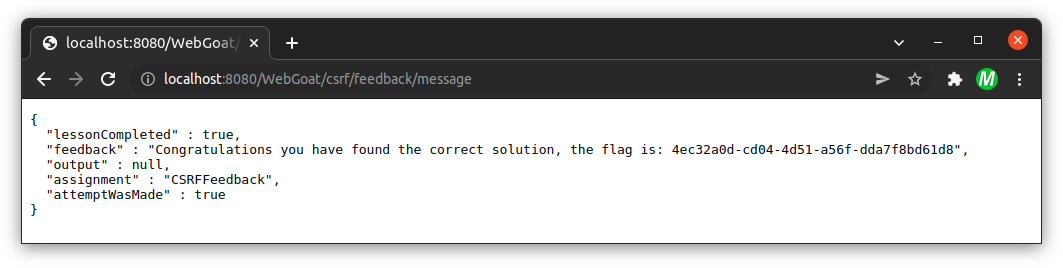 localhost:8080/WebGoat/
localhost:8080/WebGoat/csrf/feedback/message
M
{
"lessonCompleted" : true,
"feedback" : "Congratulations you have found the correct solution, the flag is: 4ec32a0d-cd04-4d51-a56f-dda7f8bd61d8",
"output" : null,
"assignment" : "CSRFFeedback",
"attemptWasMade" : true
}